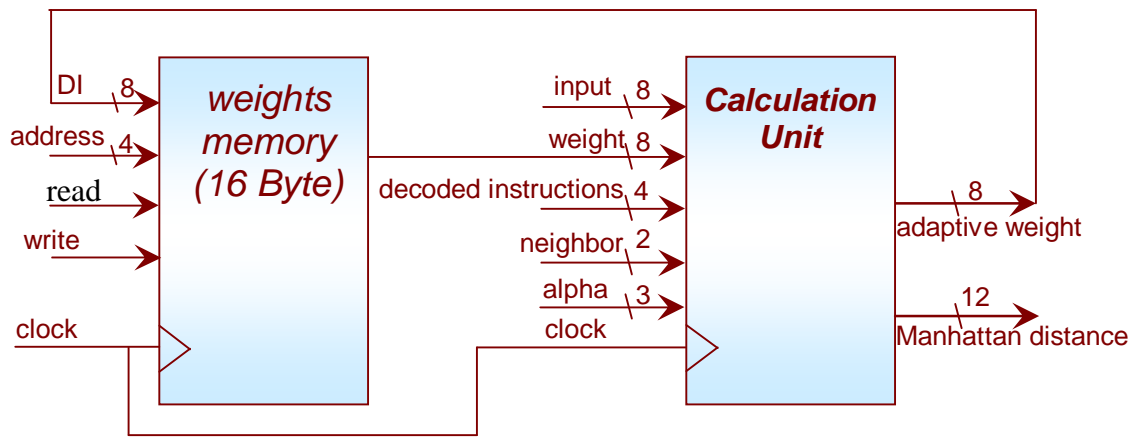 DI 8
address 4
read
write
clock
weights
memory
(16 Byte)
input 8
weight 8
decoded instructions 4
neighbor 2
alpha 3
clock
Calculation
Unit
8
adaptive weight
12
Manhattan distance